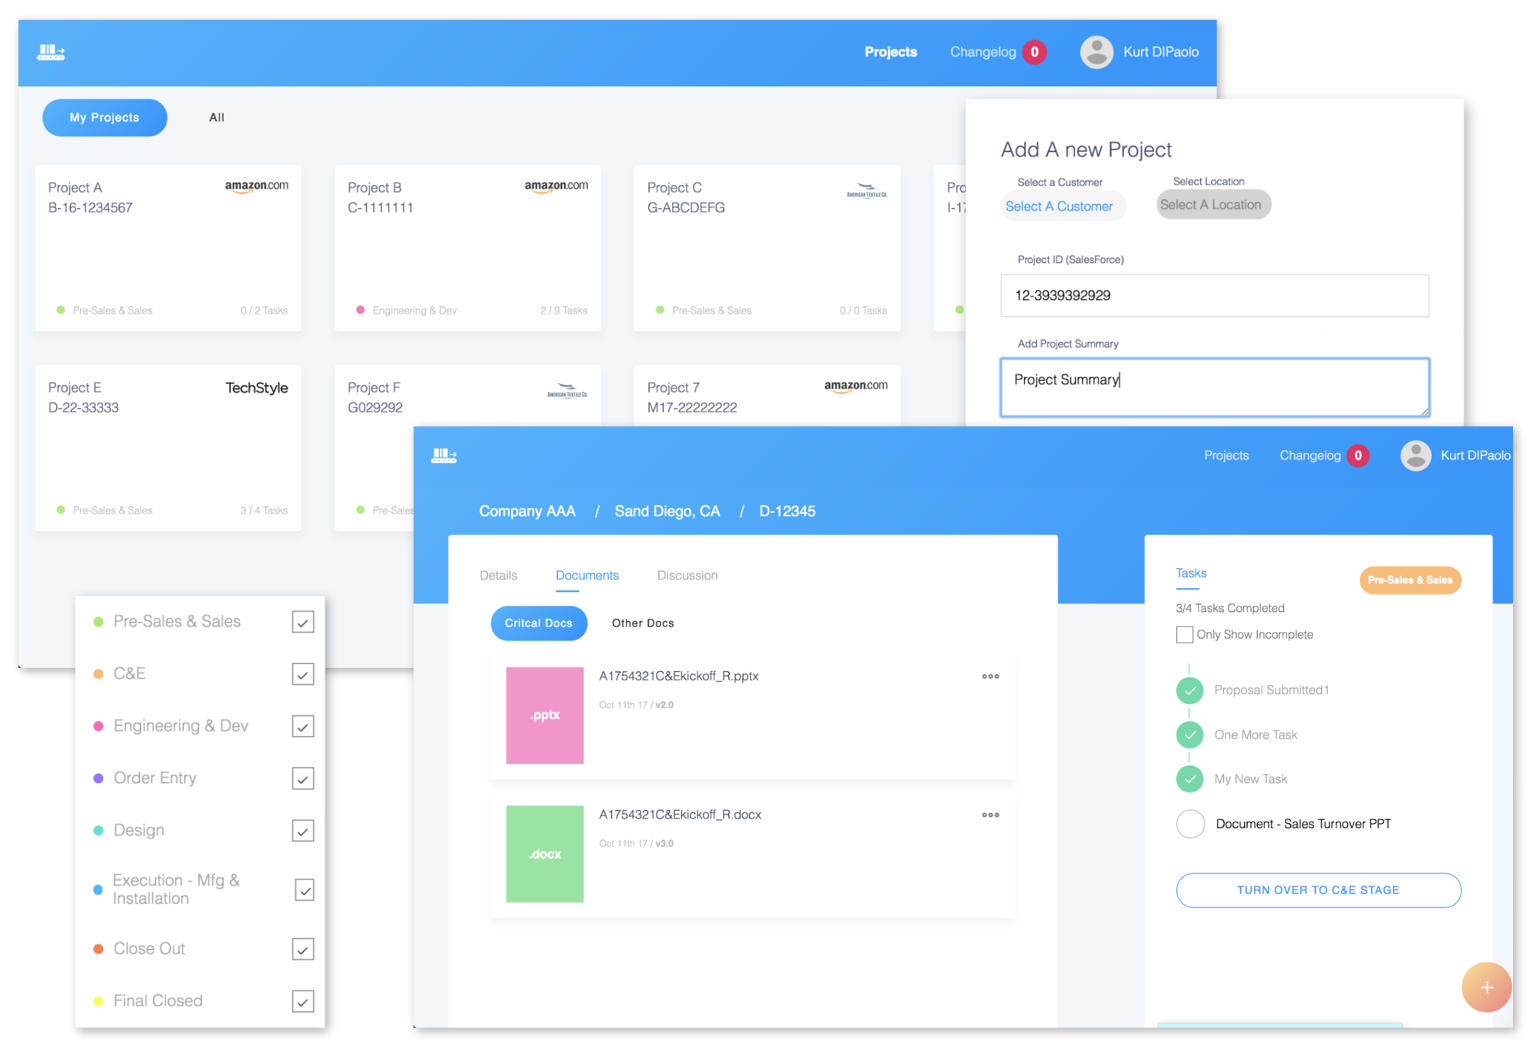 Projects
Changelog 0
Kurt DIPaolo
My Projects
All
Project A
amazon.com
B-16-1234567
Pre-Sales & Sales
0 / 2 Tasks
Project B
amazon.com
C-1111111
Engineering & Dev
2 / 9 Tasks
Project C
AMERICAN TEXTILE CO.
G-ABCDEFG
Pre-Sales & Sales
0 / 0 Tasks
Pro
I-17
Project E
TechStyle
D-22-33333
Pre-Sales & Sales
3 / 4 Tasks
Project F
AMERICAN TEXTILE CO.
G029292
Pre-Sales
Project 7
amazon.com
M17-22222222
Add A new Project
Select a Customer
Select A Customer
Select Location
Select A Location
Project ID (SalesForce)
12-3939392929
Add Project Summary
Project Summary
Pre-Sales & Sales
C&E
Engineering & Dev
Order Entry
Design
Execution - Mfg &
Installation
Close Out
Final Closed
Projects
Changelog 0
Kurt DIPaolo
Company AAA / Sand Diego, CA / D-12345
Details
Documents
Discussion
Critcal Docs
Other Docs
.pptx
A1754321C&Ekickoff_R.pptx
Oct 11th 17 / v2.0
.docx
A1754321C&Ekickoff_R.docx
Oct 11th 17 / v3.0
Tasks
Pre-Sales & Sales
3/4 Tasks Completed
Only Show Incomplete
Proposal Submitted1
One More Task
My New Task
Document - Sales Turnover PPT
TURN OVER TO C&E STAGE
+